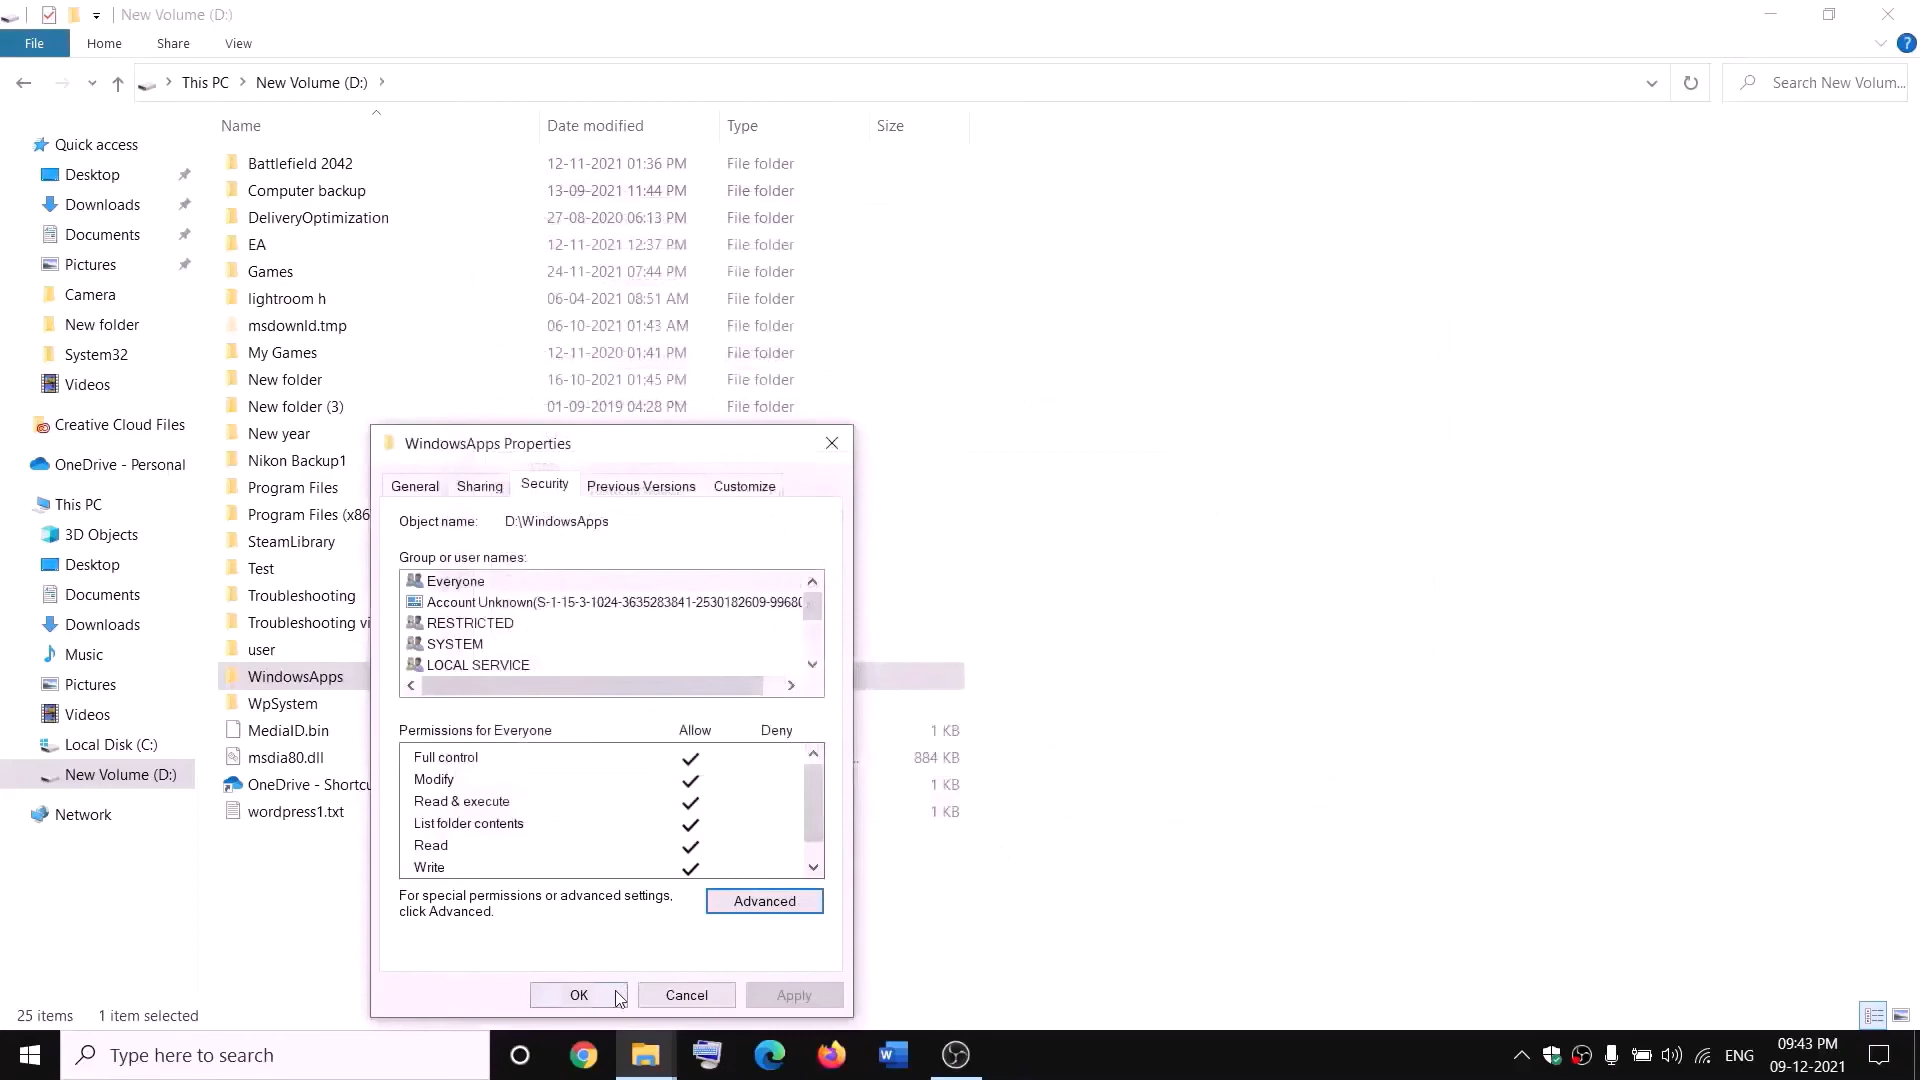 New Volume (D:)
File Home Share View
This PC New Volume (D:) Search New Volum...
Name Date modified Type Size
Quick access
Desktop
Downloads
Documents
Pictures
Camera
New folder
System32
Videos
Creative Cloud Files
OneDrive - Personal
This PC
3D Objects
Desktop
Documents
Downloads
Music
Pictures
Videos
Local Disk (C:)
New Volume (D:)
Network
Battlefield 2042 12-11-2021 01:36 PM File folder
Computer backup 13-09-2021 11:44 PM File folder
DeliveryOptimization 27-08-2020 06:13 PM File folder
EA 12-11-2021 12:37 PM File folder
Games 24-11-2021 07:44 PM File folder
lightroom h 06-04-2021 08:51 AM File folder
msdownld.tmp 06-10-2021 01:43 AM File folder
My Games 12-11-2020 01:41 PM File folder
New folder 16-10-2021 01:45 PM File folder
New folder (3) 01-09-2019 04:28 PM File folder
New year
Nikon Backup1
Program Files
Program Files (x86
SteamLibrary
Test
Troubleshooting
Troubleshooting vi
user
WindowsApps
WpSystem
MediaID.bin 1 KB
msdia80.dll 884 KB
OneDrive - Shortcu 1 KB
wordpress1.txt 1 KB
WindowsApps Properties
General Sharing Security Previous Versions Customize
Object name: D:\WindowsApps
Group or user names:
Everyone
Account Unknown(S-1-15-3-1024-3635283841-2530182609-99680
RESTRICTED
SYSTEM
LOCAL SERVICE
Permissions for Everyone Allow Deny
Full control
Modify
Read & execute
List folder contents
Read
Write
For special permissions or advanced settings,
click Advanced.
Advanced
OK Cancel Apply
25 items 1 item selected
Type here to search
ENG
09:43 PM
09-12-2021